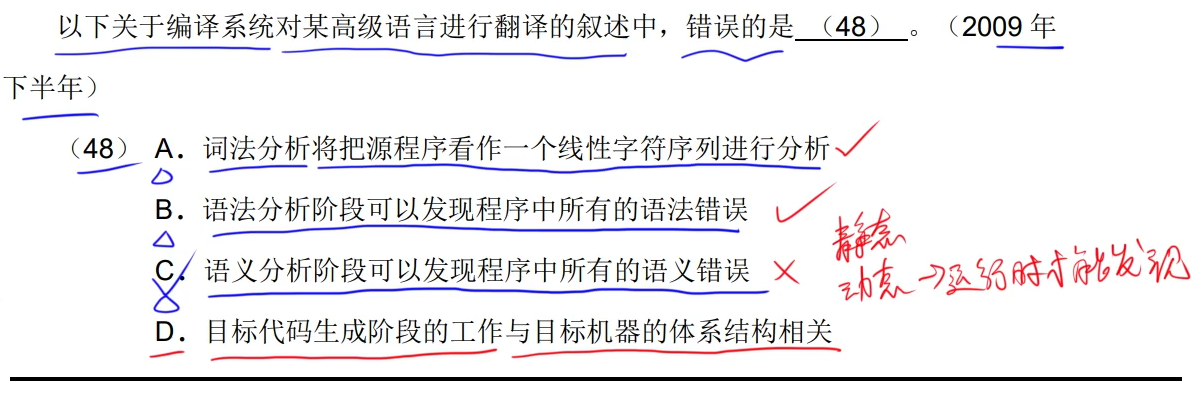 以下关于编译系统对某高级语言进行翻译的叙述中，错误的是 （48） 。（2009 年
下半年）
（48） A．词法分析将把源程序看作一个线性字符序列进行分析
B．语法分析阶段可以发现程序中所有的语法错误
静态
C．语义分析阶段可以发现程序中所有的语义错误
动态→运行时才能发现
D．目标代码生成阶段的工作与目标机器的体系结构相关